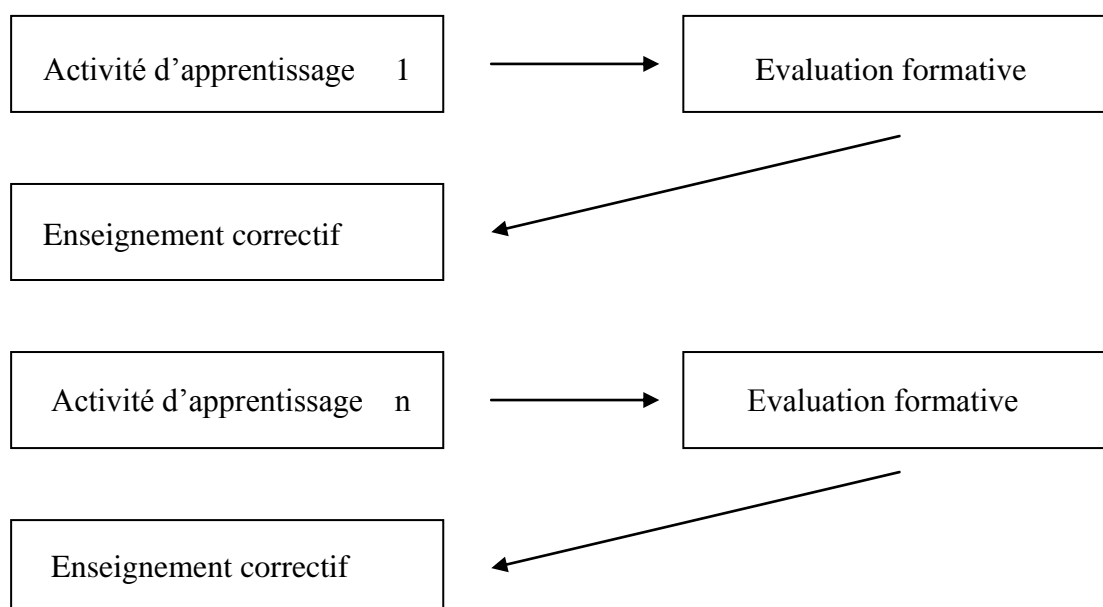 Activité d’apprentissage 1
Evaluation formative
Enseignement correctif
Activité d’apprentissage n
Evaluation formative
Enseignement correctif